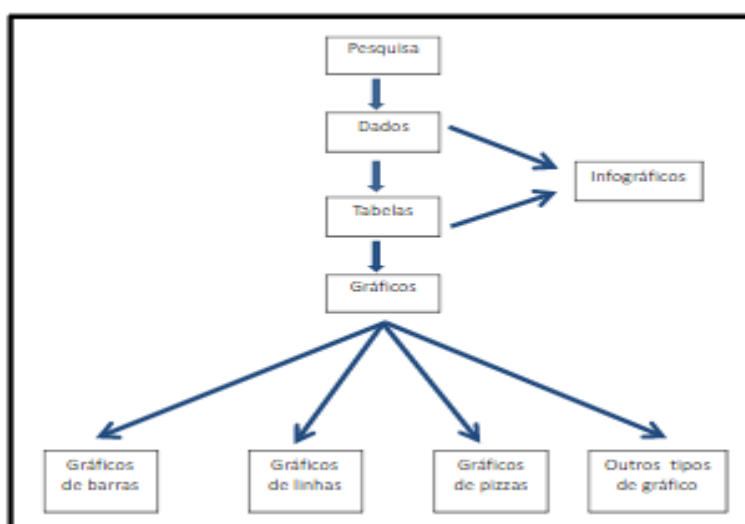 Pesquisa
Dados
Infográficos
Tabelas
Gráficos
Gráficos
de barras
Gráficos
de linhas
Gráficos
de pizzas
Outros tipos
de gráfico